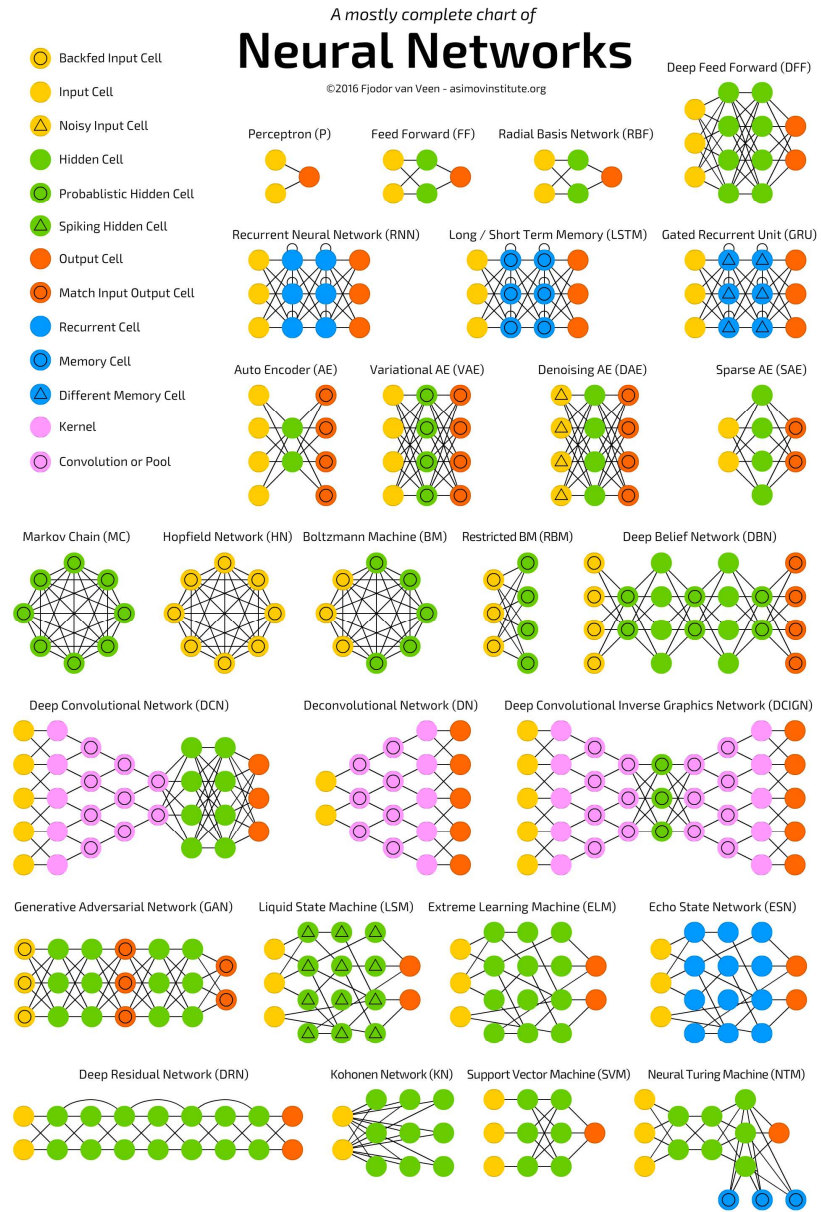 A mostly complete chart of
Neural Networks
©2016 Fjodor van Veen - asimovinstitute.org
Backfed Input Cell
Input Cell
Noisy Input Cell
Hidden Cell
Probablistic Hidden Cell
Spiking Hidden Cell
Output Cell
Match Input Output Cell
Recurrent Cell
Memory Cell
Different Memory Cell
Kernel
Convolution or Pool
Deep Feed Forward (DFF)
Perceptron (P)
Feed Forward (FF)
Radial Basis Network (RBF)
Recurrent Neural Network (RNN)
Long / Short Term Memory (LSTM)
Gated Recurrent Unit (GRU)
Auto Encoder (AE)
Variational AE (VAE)
Denoising AE (DAE)
Sparse AE (SAE)
Markov Chain (MC)
Hopfield Network (HN)
Boltzmann Machine (BM)
Restricted BM (RBM)
Deep Belief Network (DBN)
Deep Convolutional Network (DCN)
Deconvolutional Network (DN)
Deep Convolutional Inverse Graphics Network (DCIGN)
Generative Adversarial Network (GAN)
Liquid State Machine (LSM)
Extreme Learning Machine (ELM)
Echo State Network (ESN)
Deep Residual Network (DRN)
Kohonen Network (KN)
Support Vector Machine (SVM)
Neural Turing Machine (NTM)